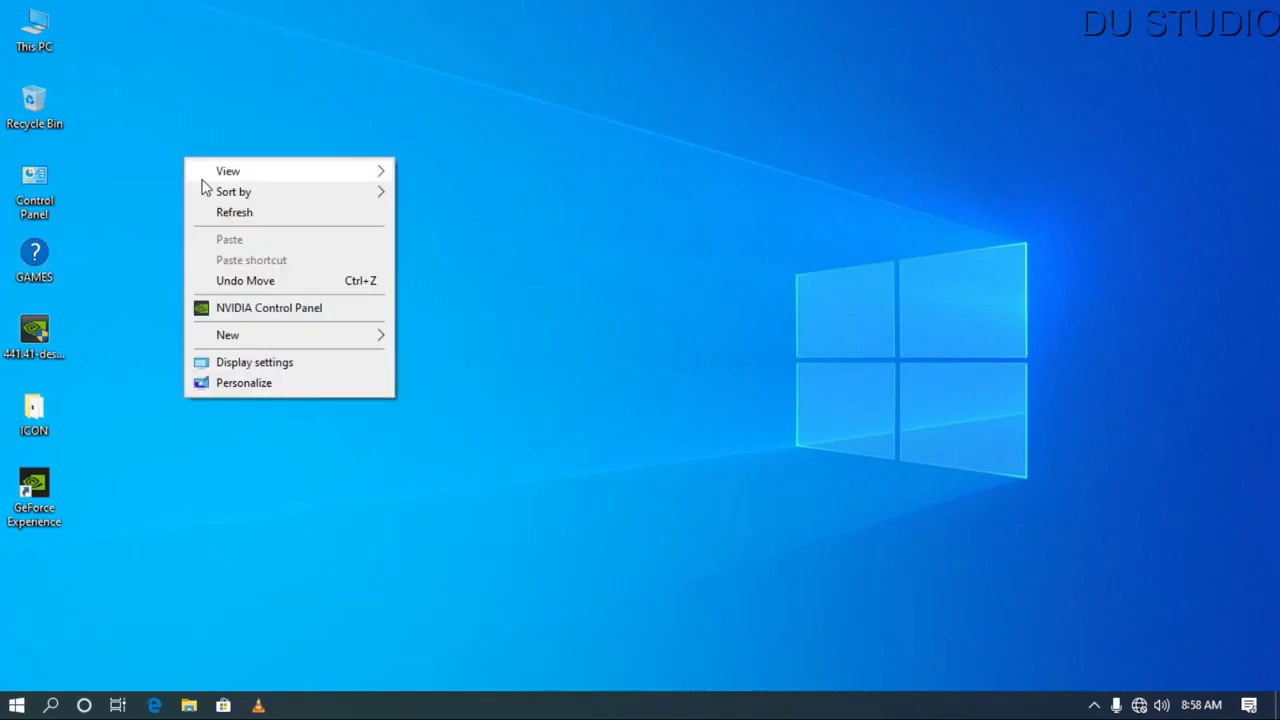 DU STUDIO
This PC
Recycle Bin
Control
Panel
GAMES
441.41-des...
ICON
GeForce
Experience
View
Sort by
Refresh
Paste
Paste shortcut
Undo Move Ctrl+Z
NVIDIA Control Panel
New
Display settings
Personalize
8:58 AM